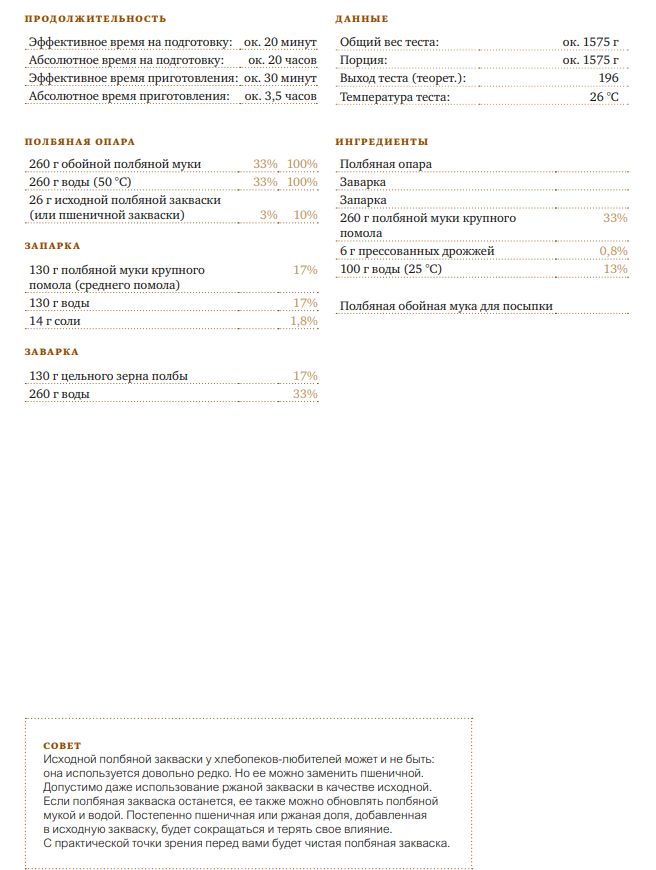 ПРОДОЛЖИТЕЛЬНОСТЬ
Эффективное время на подготовку: ок. 20 минут
Абсолютное время на подготовку: ок. 20 часов
Эффективное время приготовления: ок. 30 минут
Абсолютное время приготовления: ок. 3,5 часов
ДАННЫЕ
Общий вес теста: ок. 1575 г
Порция: ок. 1575 г
Выход теста (теорет.): 196
Температура теста: 26 °C
ПОЛБЯНАЯ ОПАРА
260 г обойной полбяной муки 33% 100%
260 г воды (50 °C) 33% 100%
26 г исходной полбяной закваски
(или пшеничной закваски) 3% 10%
ЗАПАРКА
130 г полбяной муки крупного 17%
помола (среднего помола)
130 г воды 17%
14 г соли 1,8%
ЗАВАРКА
130 г цельного зерна полбы 17%
260 г воды 33%
ИНГРЕДИЕНТЫ
Полбяная опара
Заварка
Запарка
260 г полбяной муки крупного 33%
помола
6 г прессованных дрожжей 0,8%
100 г воды (25 °C) 13%
Полбяная обойная мука для посыпки
СОВЕТ
Исходной полбяной закваски у хлебопеков-любителей может и не быть:
она используется довольно редко. Но ее можно заменить пшеничной.
Допустимо даже использование ржаной закваски в качестве исходной.
Если полбяная закваска останется, ее также можно обновлять полбяной
мукой и водой. Постепенно пшеничная или ржаная доля, добавленная
в исходную закваску, будет сокращаться и терять свое влияние.
С практической точки зрения перед вами будет чистая полбяная закваска.